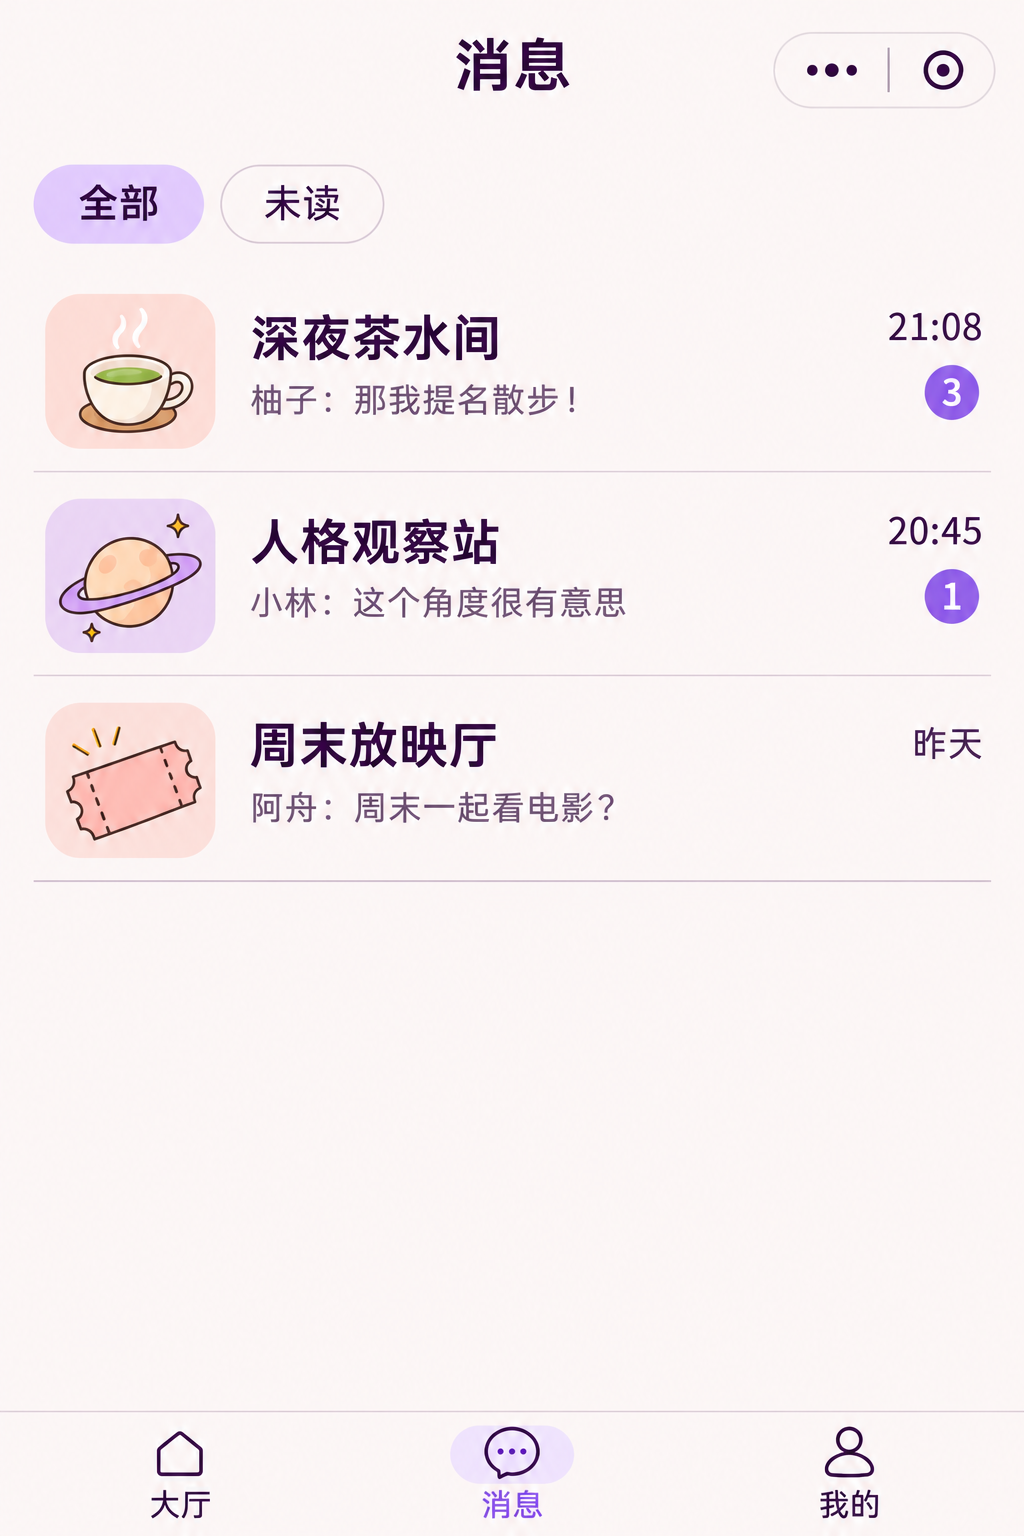 消息
全部
未读
深夜茶水间
21:08
柚子：那我提名散步！
3
人格观察站
20:45
小林：这个角度很有意思
1
周末放映厅
昨天
阿舟：周末一起看电影？
大厅
消息
我的